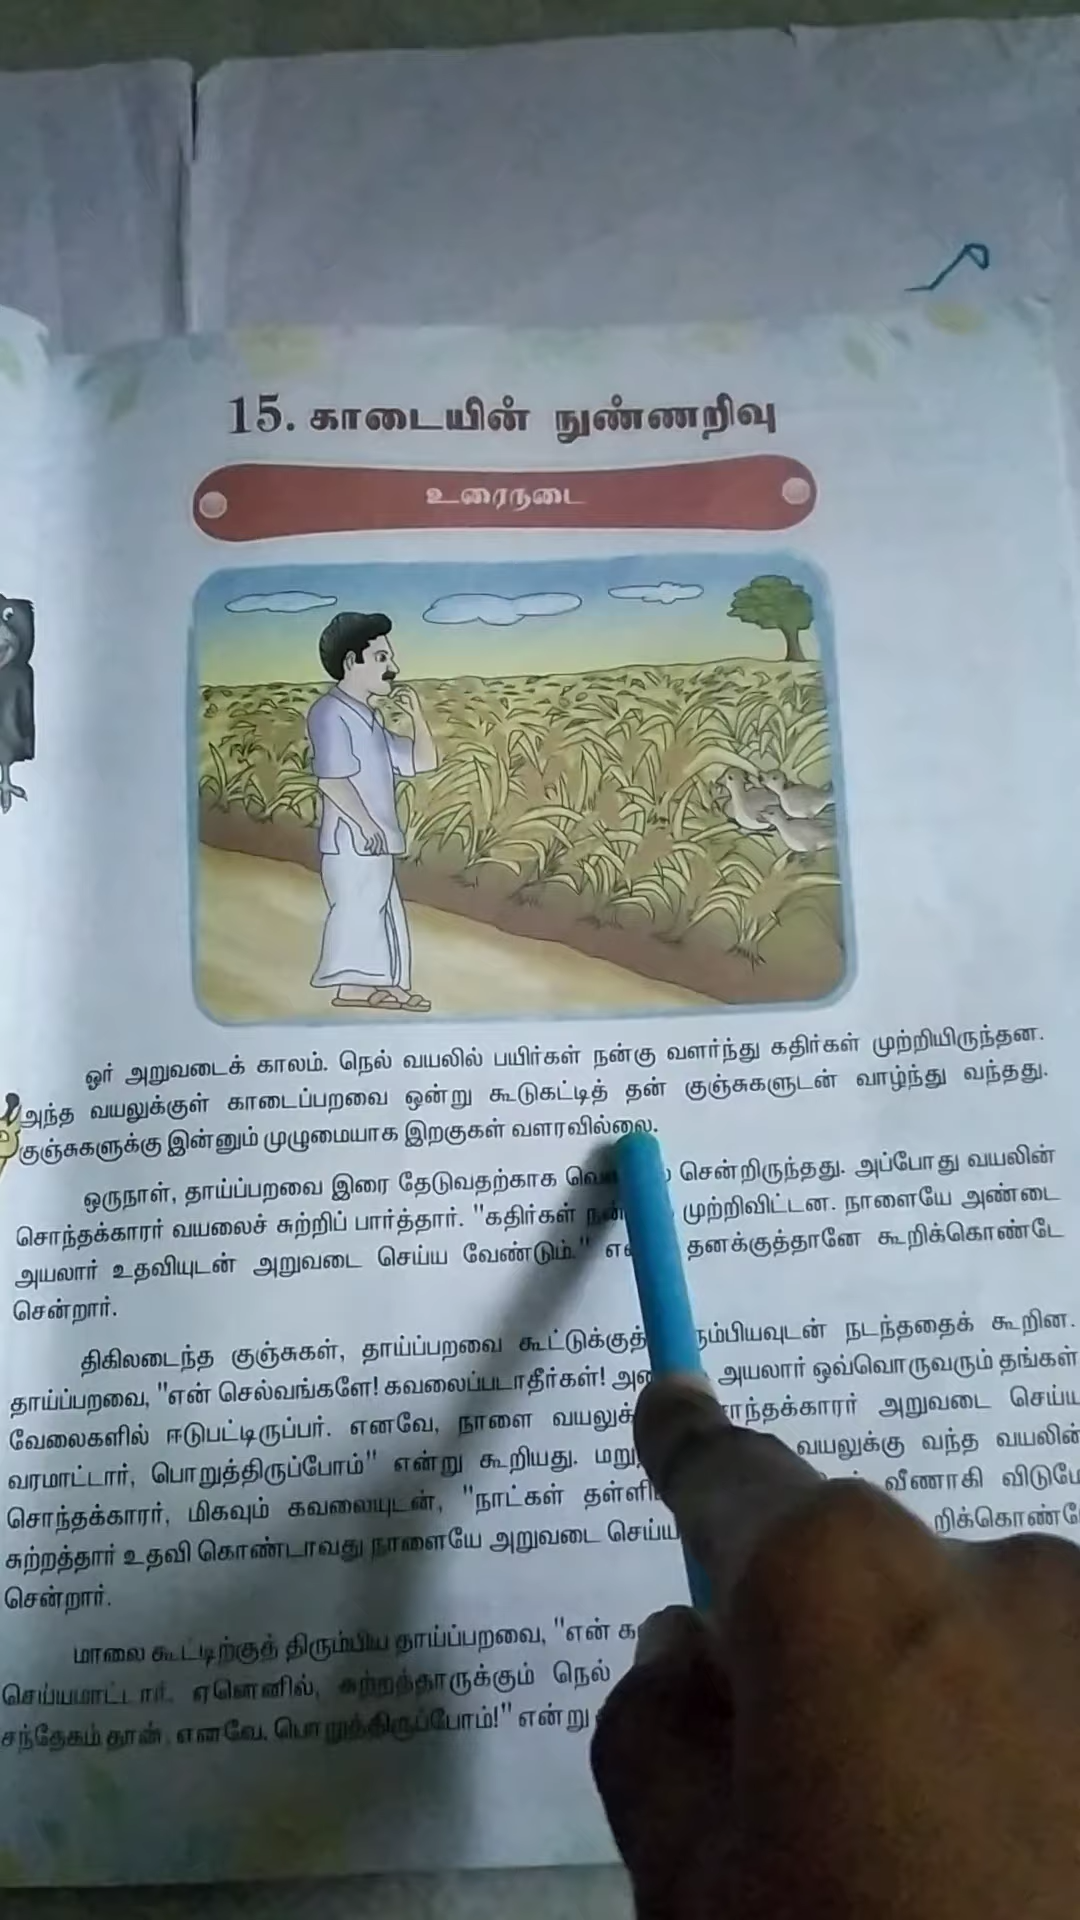 15. காடையின் நுண்ணறிவு
உரைநடை
ஓர் அறுவடைக் காலம். நெல் வயலில் பயிர்கள் நன்கு வளர்ந்து கதிர்கள் முற்றியிருந்தன.
அந்த வயலுக்குள் காடைப்பறவை ஒன்று கூடுகட்டித் தன் குஞ்சுகளுடன் வாழ்ந்து வந்தது.
குஞ்சுகளுக்கு இன்னும் முழுமையாக இறகுகள் வளரவில்லை.
ஒருநாள், தாய்ப்பறவை இரை தேடுவதற்காக சென்றிருந்தது. அப்போது வயலின்
சொந்தக்காரர் வயலைச் சுற்றிப் பார்த்தார். "கதிர்கள் முற்றிவிட்டன. நாளையே அண்டை
அயலார் உதவியுடன் அறுவடை செய்ய வேண்டும்." தனக்குத்தானே கூறிக்கொண்டே
சென்றார்.
திகிலடைந்த குஞ்சுகள், தாய்ப்பறவை கூட்டுக்குத் நடந்ததைக் கூறின.
தாய்ப்பறவை, "என் செல்வங்களே! கவலைப்படாதீர்கள்! அயலார் ஒவ்வொருவரும் தங்கள்
வேலைகளில் ஈடுபட்டிருப்பர். எனவே, நாளை அறுவடை செய்ய
வரமாட்டார், பொறுத்திருப்போம்" என்று கூறியது. வயலுக்கு வந்த வயலின்
சொந்தக்காரர், மிகவும் கவலையுடன், "நாட்கள் வீணாகி
சுற்றத்தார் உதவி கொண்டாவது நாளையே அறுவடை செய்ய
சென்றார்.
மாலை கூட்டிற்குத் திரும்பிய தாய்ப்பறவை, "என்
செய்யமாட்டார். ஏனெனில், சுற்றத்தாருக்கும் நெல்
சந்தேகம் தான். எனவே, பொறுத்திருப்போம்!" என்று